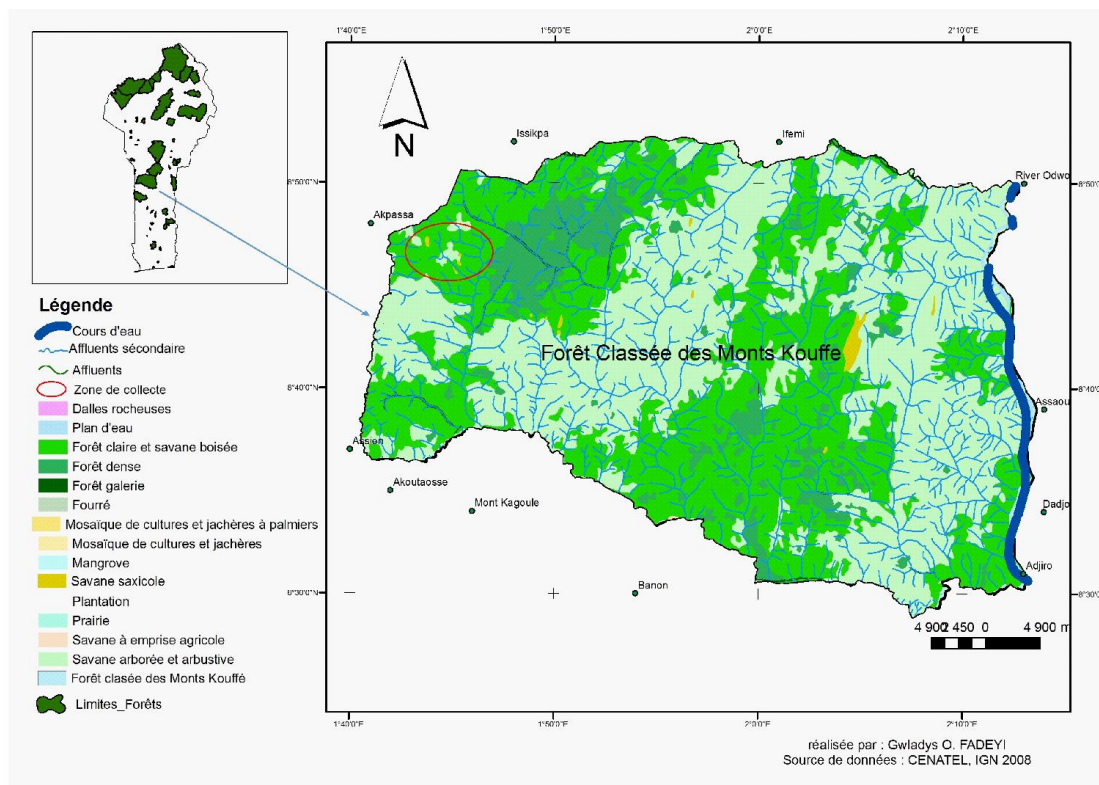 1°40'0"E
1°50'0"E
2°0'0"E
2°10'0"E
N
Issikpa
Ifemi
River Odwo
8°50'0"N
8°50'
Akpassa
Légende
Cours d'eau
Affluents sécondaire
Affluents
Zone de collecte
Dalles rocheuses
Plan d'eau
Forêt claire et savane boisée
Forêt dense
Forêt galerie
Fourré
Mosaïque de cultures et jachères à palmiers
Mosaïque de cultures et jachères
Mangrove
Savane saxicole
Plantation
Prairie
Savane à emprise agricole
Savane arborée et arbustive
Forêt clasée des Monts Kouffé
Limites_Forêts
Forêt Classée des Monts Kouffe
8°40'0"N
8°40'
Assaou
Assion
Akoutaosse
Mont Kagoule
Dadjo
Adjiro
Banon
8°30'0"N
8°30'
4 900 2 450 0 4 900 m
1°40'0"E
1°50'0"E
2°0'0"E
2°10'0"E
réalisée par : Gwladys O. FADEYI
Source de données : CENATEL, IGN 2008